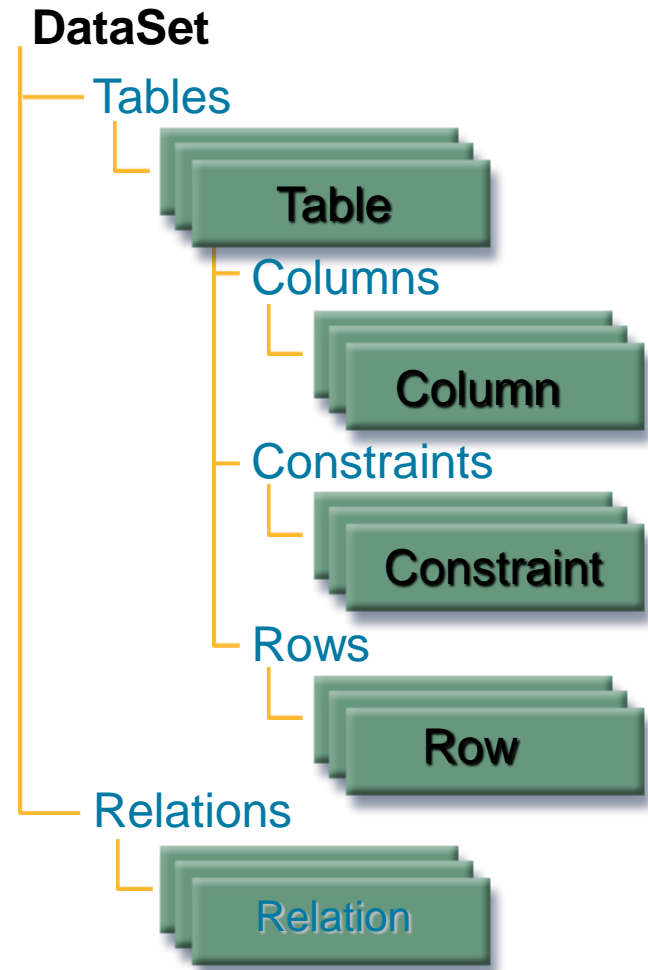 DataSet
Tables
Table
Columns
Column
Constraints
Constraint
Rows
Row
Relations
Relation